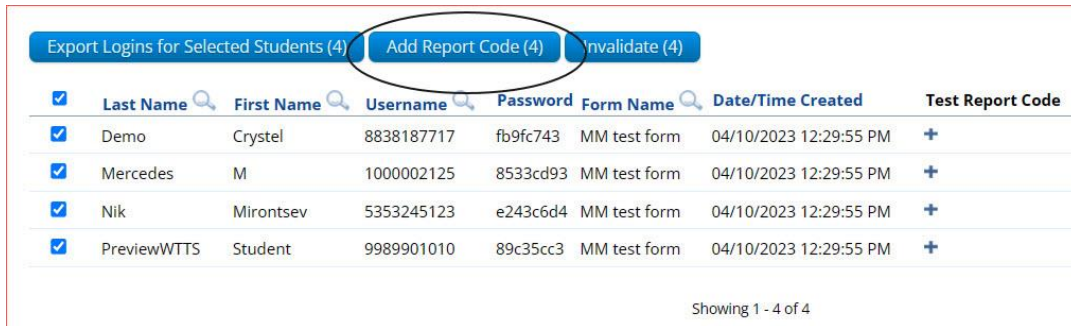 Export Logins for Selected Students (4) Add Report Code (4) Invalidate (4)
Last Name First Name Username Password Form Name Date/Time Created Test Report Code
Demo Crystel 8838187717 fb9fc743 MM test form 04/10/2023 12:29:55 PM +
Mercedes M 1000002125 8533cd93 MM test form 04/10/2023 12:29:55 PM +
Nik Mirontsev 5353245123 e243c6d4 MM test form 04/10/2023 12:29:55 PM +
PreviewWTTS Student 9989901010 89c35cc3 MM test form 04/10/2023 12:29:55 PM +
Showing 1 - 4 of 4